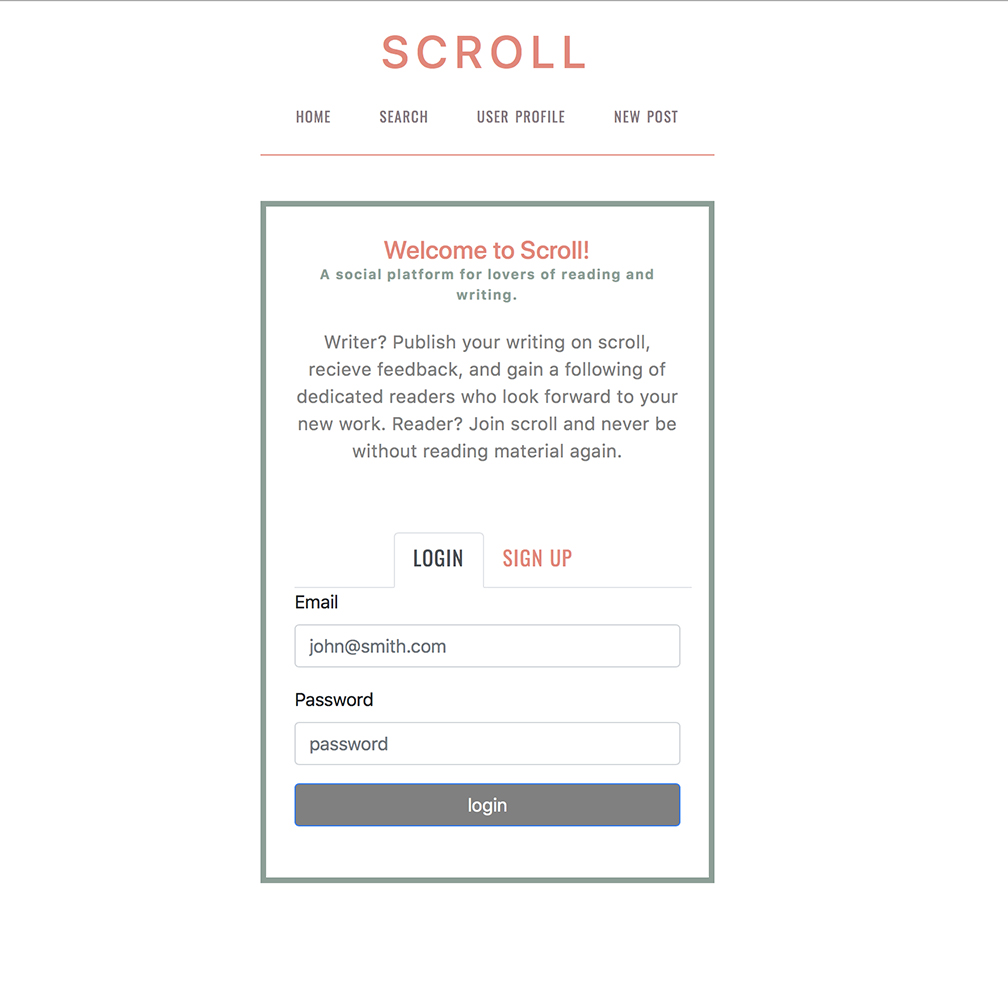 SCROLL
HOME SEARCH USER PROFILE NEW POST
Welcome to Scroll!
A social platform for lovers of reading and
writing.
Writer? Publish your writing on scroll,
recieve feedback, and gain a following of
dedicated readers who look forward to your
new work. Reader? Join scroll and never be
without reading material again.
LOGIN SIGN UP
Email
john@smith.com
Password
password
login